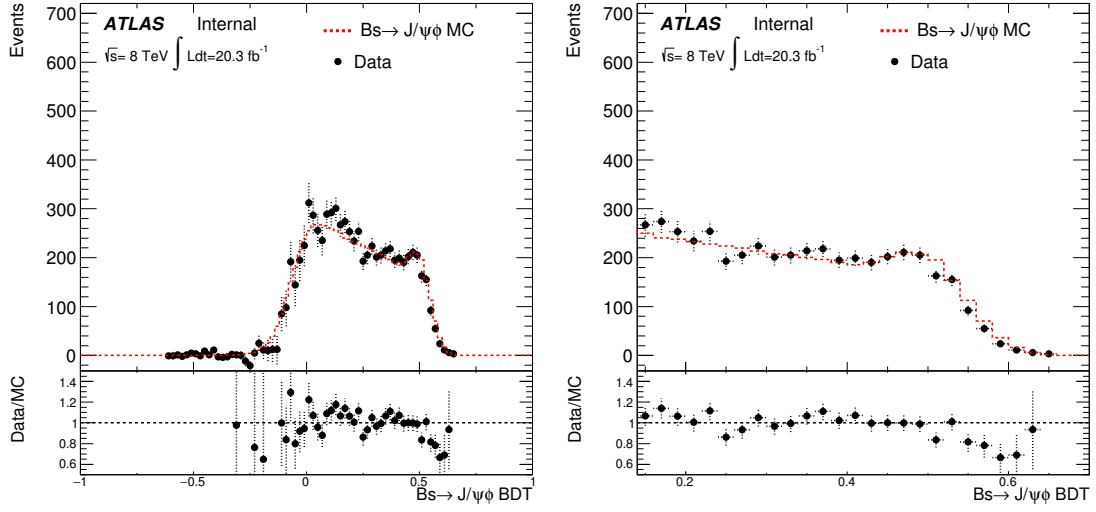 Events
ATLAS Internal
√s= 8 TeV ∫ Ldt=20.3 fb⁻¹
Bs→ J/ψϕ MC
Data
700
600
500
400
300
200
100
0
Data/MC
1.4
1.2
1
0.8
0.6
−1 −0.5 0 0.5 1
Bs→ J/ψϕ BDT
Events
ATLAS Internal
√s= 8 TeV ∫ Ldt=20.3 fb⁻¹
Bs→ J/ψϕ MC
Data
700
600
500
400
300
200
100
0
Data/MC
1.4
1.2
1
0.8
0.6
0.2 0.4 0.6
Bs→ J/ψϕ BDT